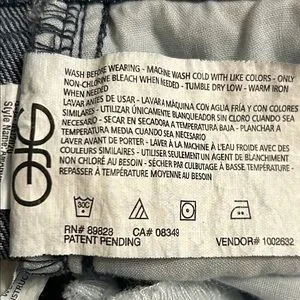 WASH BEFORE WEARING - MACHINE WASH COLD WITH LIKE COLORS - ONLY
NON-CHLORINE BLEACH WHEN NEEDED - TUMBLE DRY LOW - WARM IRON
WHEN NEEDED
LAVAR ANTES DE USAR - LAVAR A MÁQUINA CON AGUA FRÍA Y CON COLORES
SIMILARES - UTILIZAR ÚNICAMENTE BLANQUEADOR SIN CLORO CUANDO SEA
NECESARIO - SECAR EN SECADORA A TEMPERATURA BAJA - PLANCHAR A
TEMPERATURA MEDIA CUANDO SEA NECESARIO
LAVER AVANT DE PORTER - LAVER À LA MACHINE À L'EAU FROIDE AVEC DES
COULEURS SIMILAIRES - UTILISER SEULEMENT UN AGENT DE BLANCHIMENT
NON CHLORÉ AU BESOIN - SÉCHER PAR CULBUTAGE À BASSE TEMPÉRATURE -
REPASSER À TEMPÉRATURE MOYENNE AU BESOIN
RN# 89828 CA# 08349
PATENT PENDING VENDOR# 1002632
Style Name